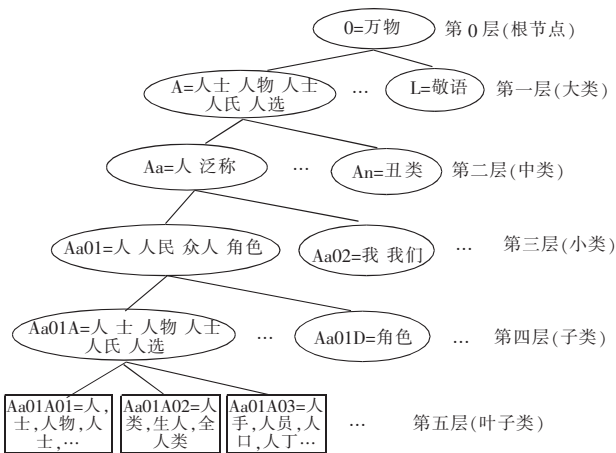 0=万物 第 0 层(根节点)
A=人士 人物 人士
人氏 人选
…
L=敬语
第一层(大类)
Aa=人 泛称 … An=丑类 第二层(中类)
Aa01=人 人民 众人 角色 Aa02=我 我们 … 第三层(小类)
Aa01A=人 士 人物 人士
人氏 人选
…
Aa01D=角色
…
第四层(子类)
Aa01A01=人,
士,人物,人
士,…
Aa01A02=人
类,生人,全
人类
Aa01A03=人
手,人员,人
口,人丁…
…
第五层(叶子类)